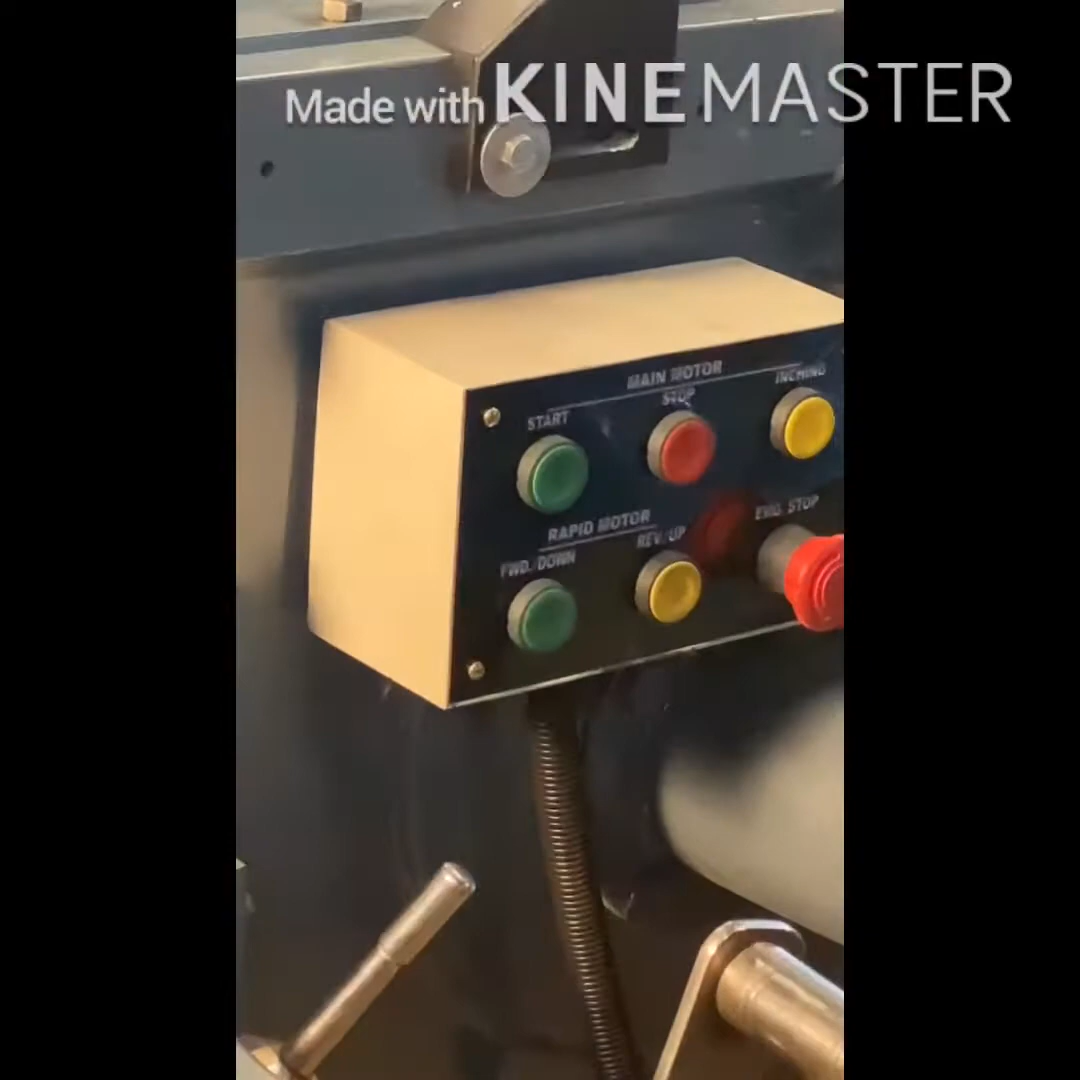 Made with KINEMASTER
MAIN MOTOR
START
STOP
INCHING
RAPID MOTOR
FWD./DOWN
REV/UP
EMG. STOP